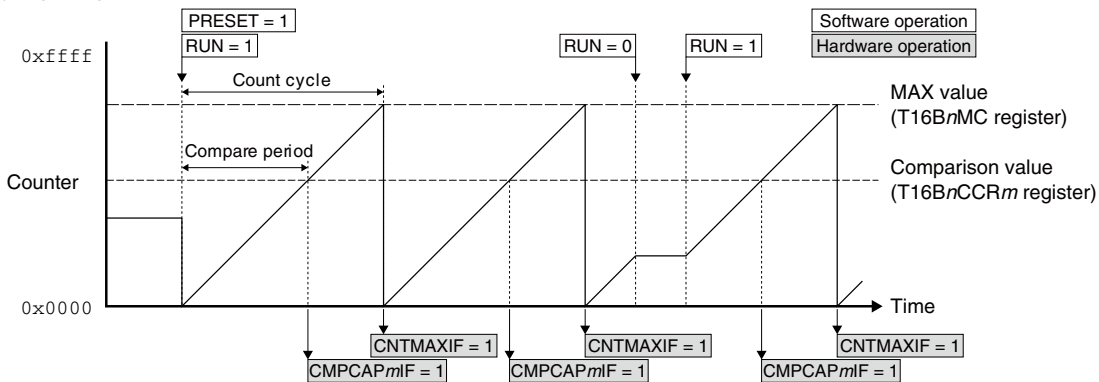 PRESET = 1
Software operation
0xffff
RUN = 1
RUN = 0
RUN = 1
Hardware operation
Count cycle
MAX value
(T16BnMC register)
Compare period
Counter
Comparison value
(T16BnCCRm register)
0x0000
Time
CNTMAXIF = 1
CNTMAXIF = 1
CNTMAXIF = 1
CMPCAPmIF = 1
CMPCAPmIF = 1
CMPCAPmIF = 1